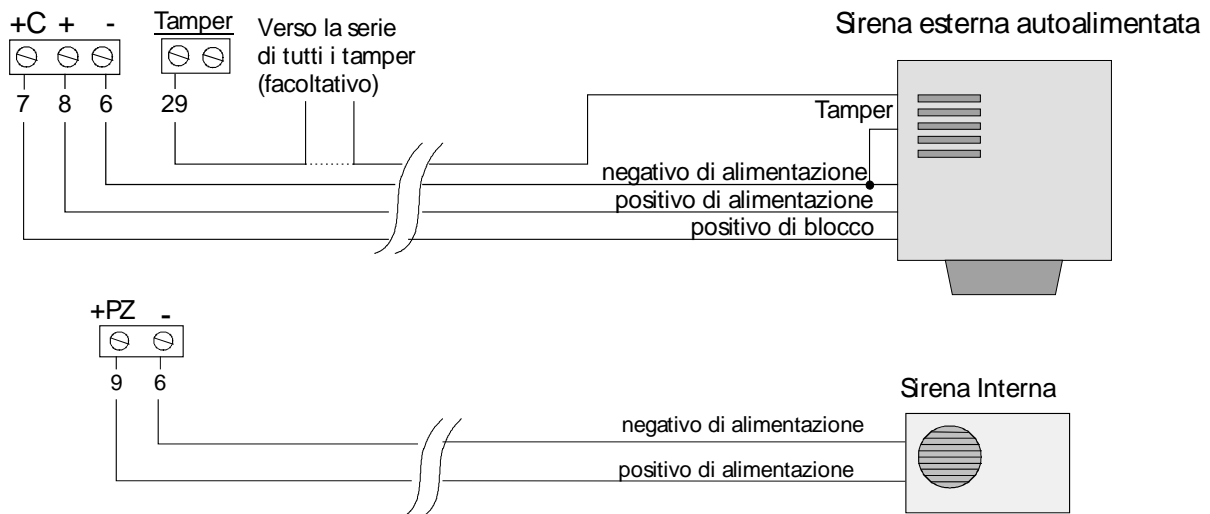 +C + -
Tamper
Verso la serie
di tutti i tamper
(facoltativo)
Sirena esterna autoalimentata
7 8 6 29
Tamper
negativo di alimentazione
positivo di alimentazione
positivo di blocco
+PZ -
9 6
Sirena Interna
negativo di alimentazione
positivo di alimentazione